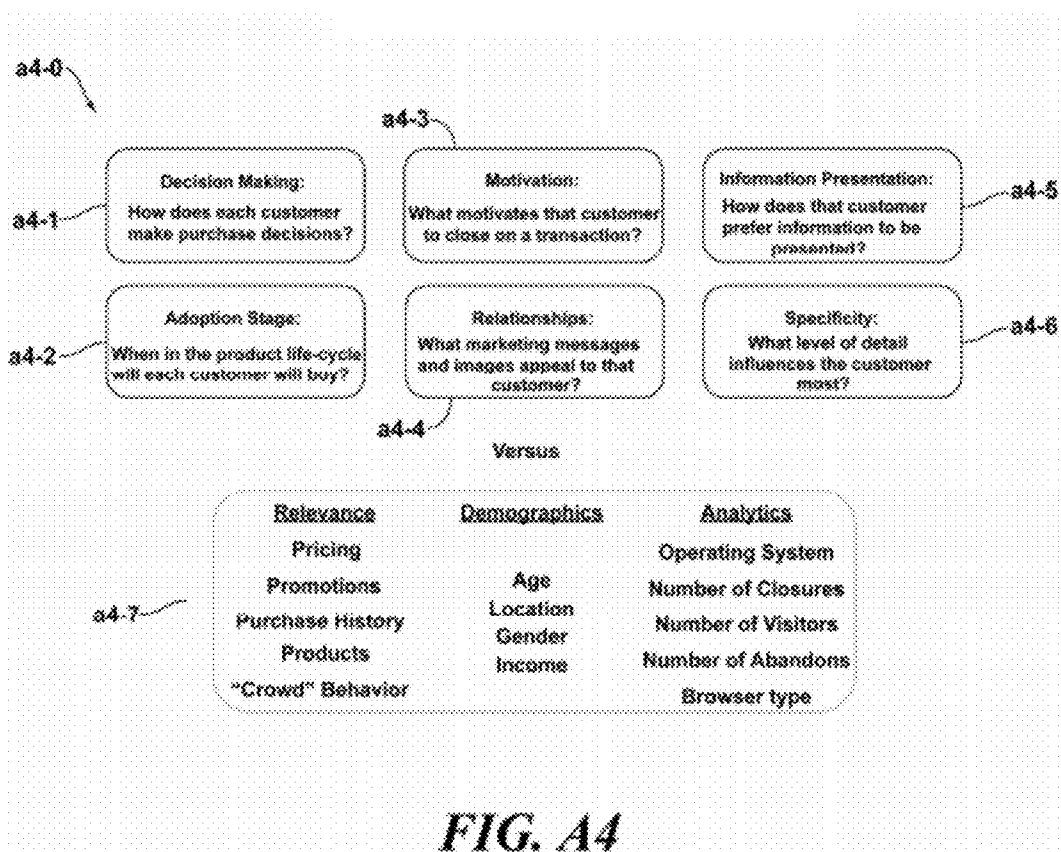 a4-0
a4-3
Decision Making:
How does each customer
make purchase decisions?
a4-1
Motivation:
What motivates that customer
to close on a transaction?
Information Presentation:
How does that customer
prefer information to be
presented?
a4-5
Adoption Stage:
When in the product life-cycle
will each customer will buy?
a4-2
Relationships:
What marketing messages
and images appeal to that
customer?
a4-4
Specificity:
What level of detail
influences the customer
most?
a4-6
Versus
Relevance
Pricing
Promotions
Purchase History
Products
"Crowd" Behavior
Demographics
Age
Location
Gender
Income
Analytics
Operating System
Number of Closures
Number of Visitors
Number of Abandons
Browser type
a4-7
FIG. A4